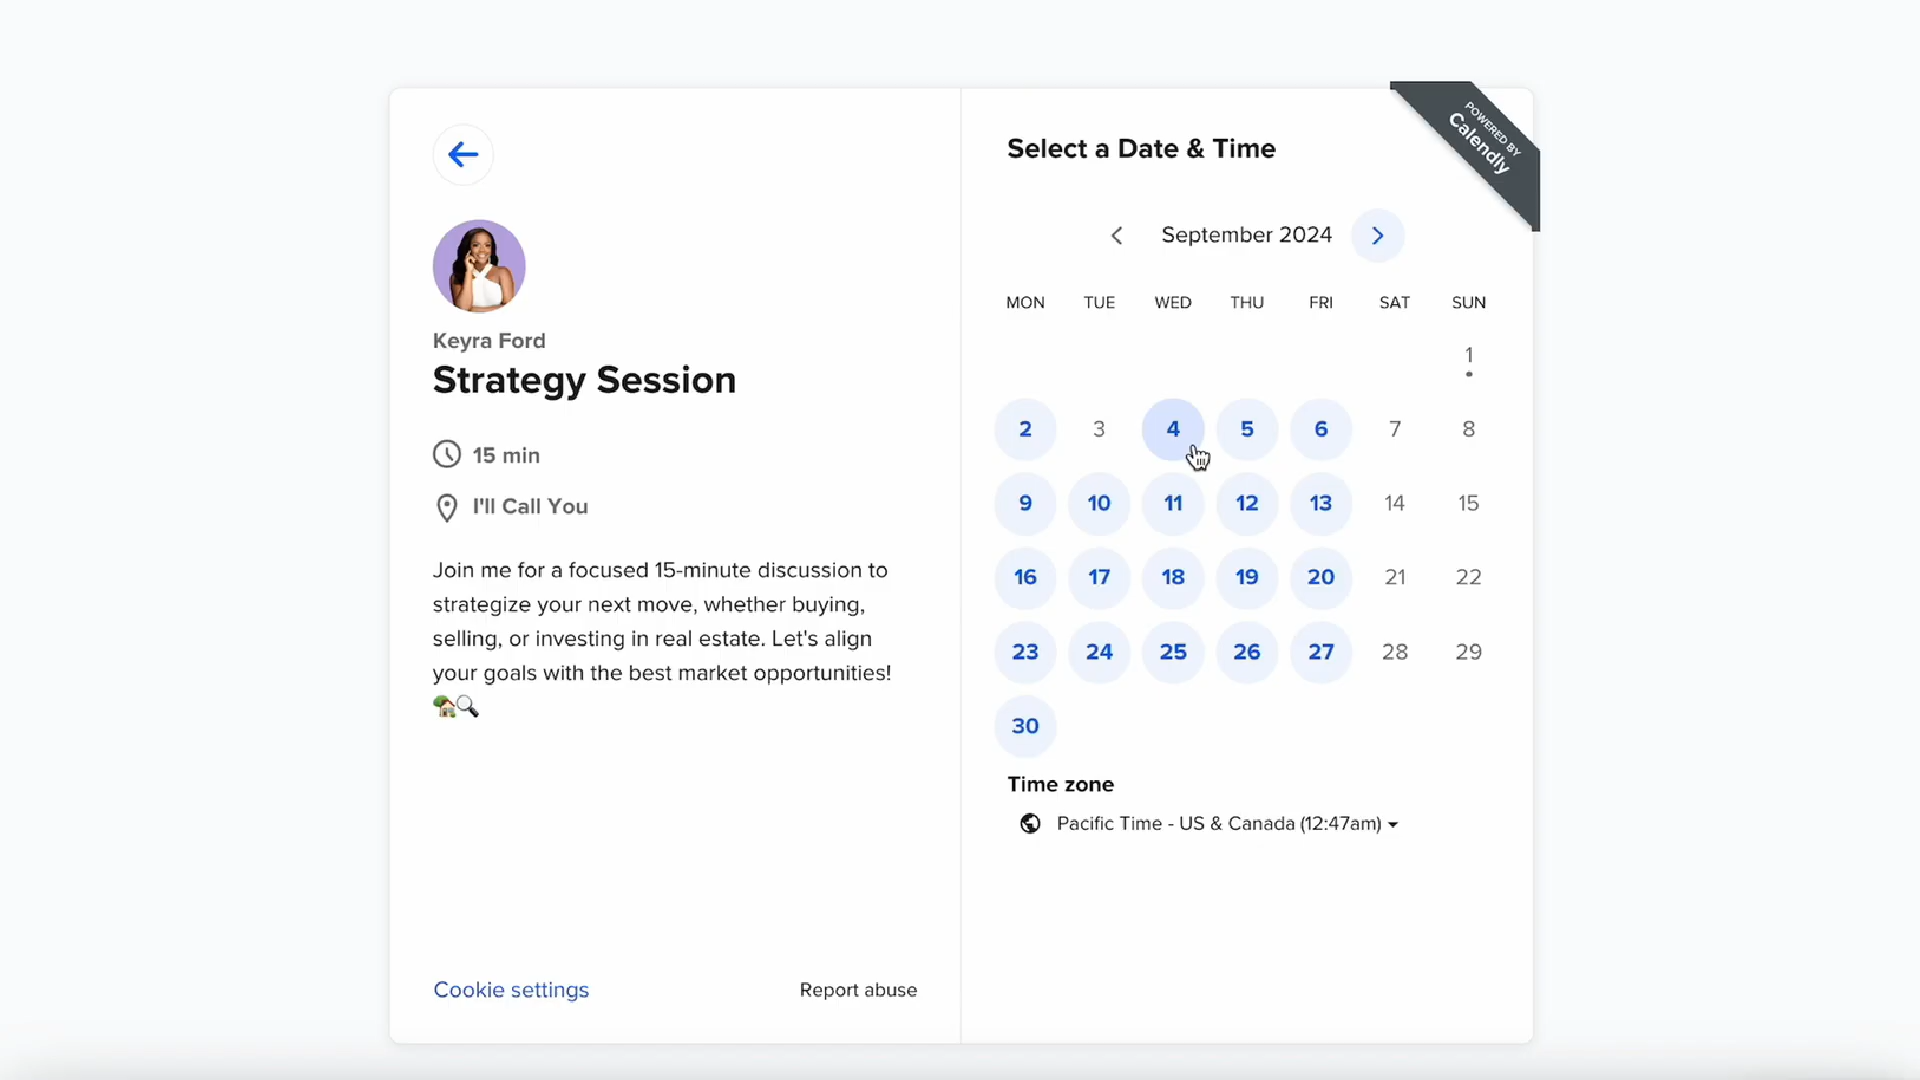 Keyra Ford
Strategy Session
15 min
I'll Call You
Join me for a focused 15-minute discussion to
strategize your next move, whether buying,
selling, or investing in real estate. Let's align
your goals with the best market opportunities!
Cookie settings
Report abuse
POWERED BY
Calendly
Select a Date & Time
September 2024
MON TUE WED THU FRI SAT SUN
1
2 3 4 5 6 7 8
9 10 11 12 13 14 15
16 17 18 19 20 21 22
23 24 25 26 27 28 29
30
Time zone
Pacific Time - US & Canada (12:47am)